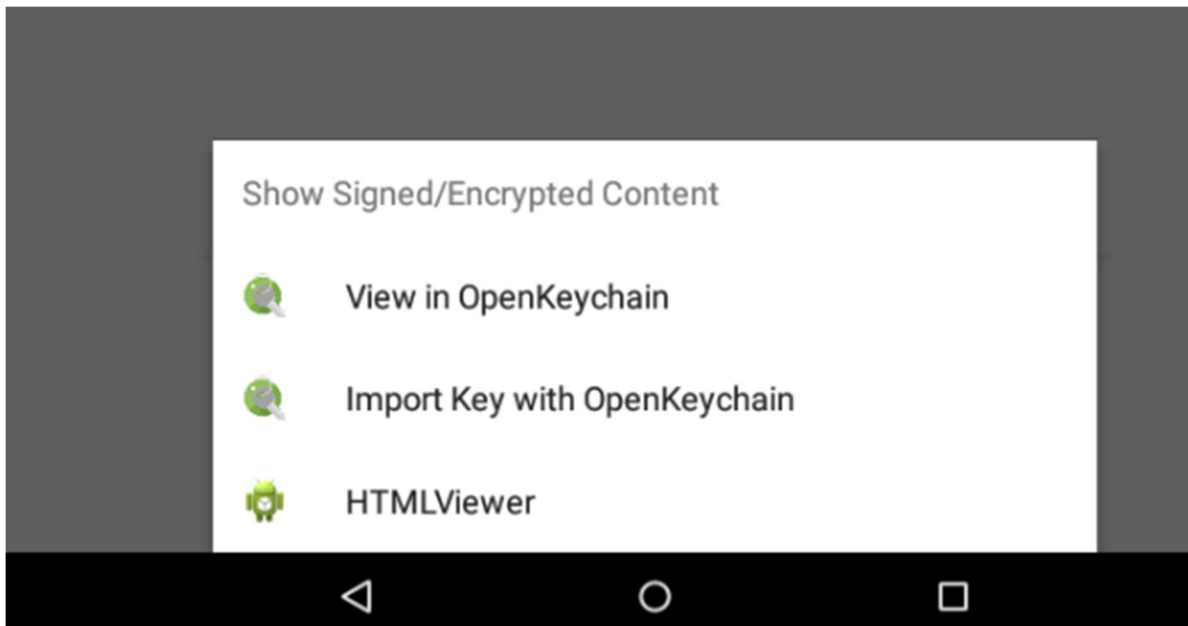 Show Signed/Encrypted Content
View in OpenKeychain
Import Key with OpenKeychain
HTMLViewer